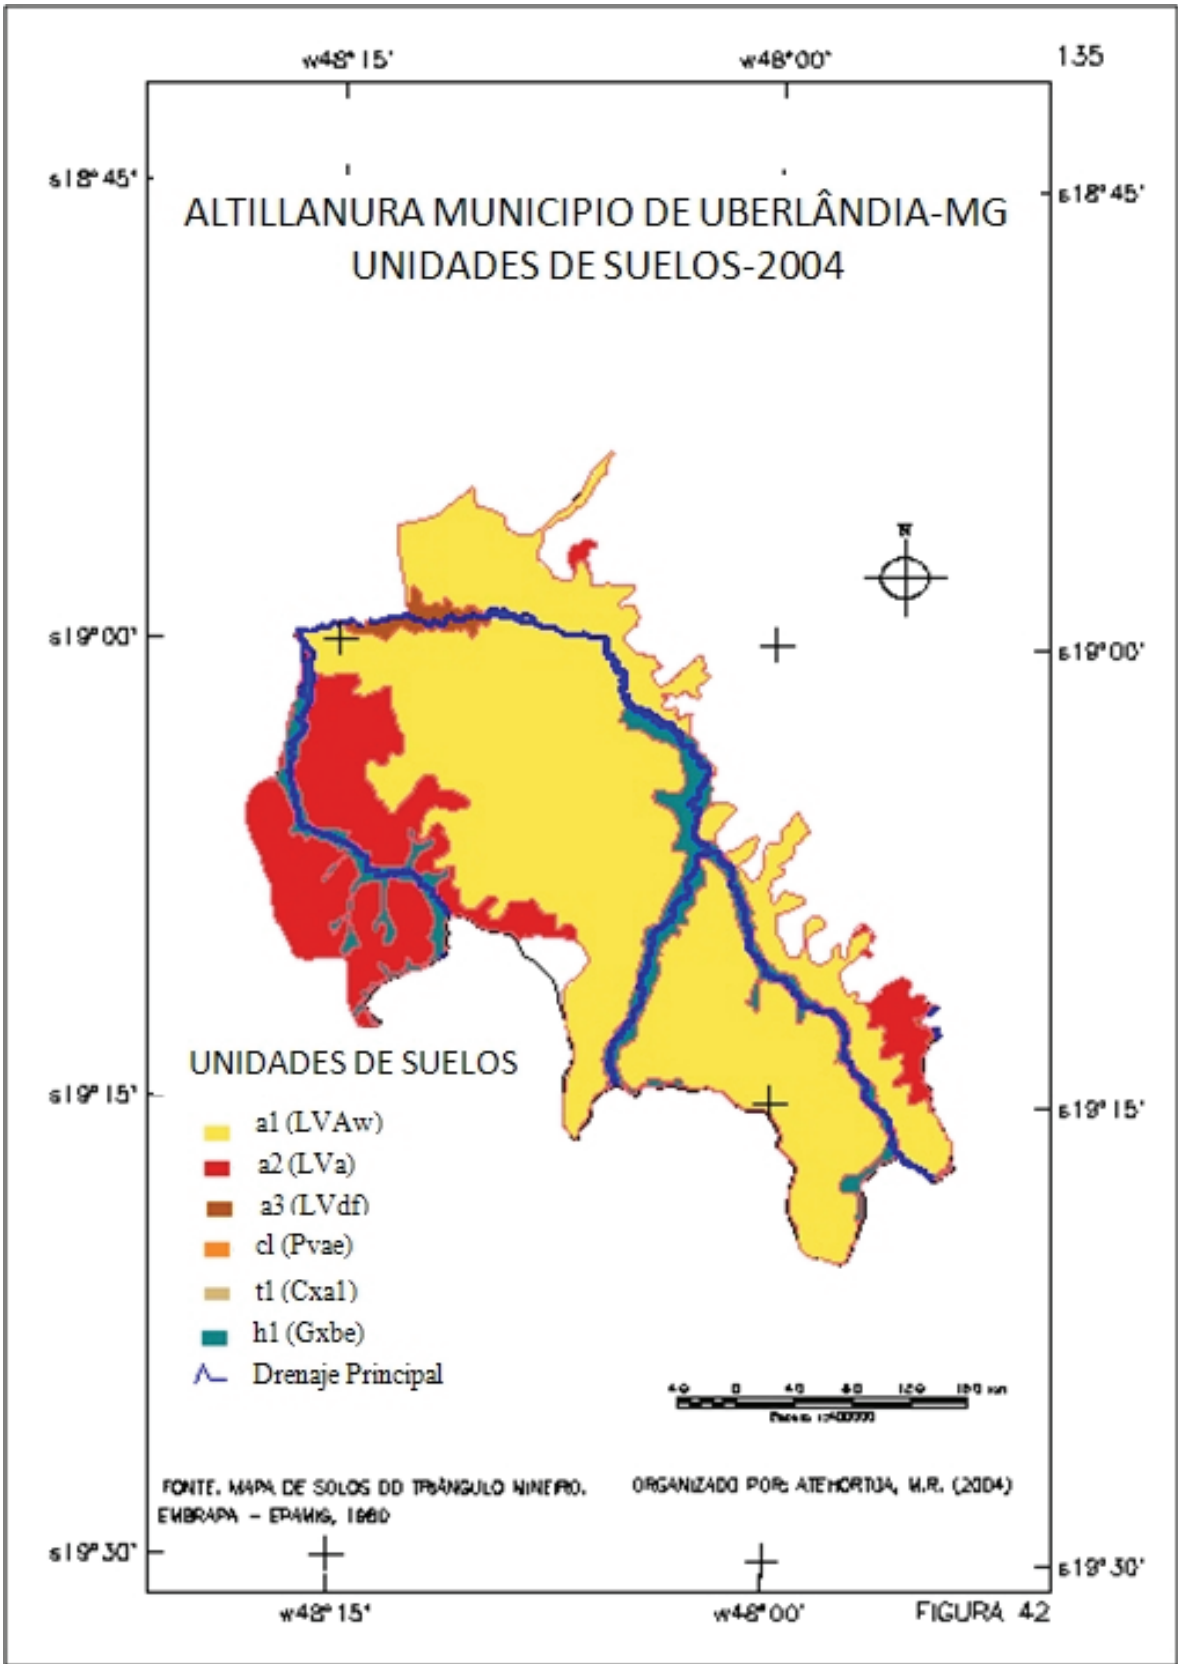 w48°15' w48°00' 135
s18°45' s18°45'
ALTILLANURA MUNICIPIO DE UBERLÂNDIA-MG
UNIDADES DE SUELOS-2004
N
s19°00' s19°00'
UNIDADES DE SUELOS
s19°15' s19°15'
a1 (LVAw)
a2 (LVa)
a3 (LVdf)
cl (Pvae)
t1 (Cxa1)
h1 (Gxbe)
Drenaje Principal
FONTE. MAPA DE SOLOS DO TRIÂNGULO MINEIRO. ORGANIZADO POR: ATEHORTUA, W.R. (2004)
EMBRAPA - EPAMIG, 1980
s19°30' s19°30'
w48°15' w48°00' FIGURA 42